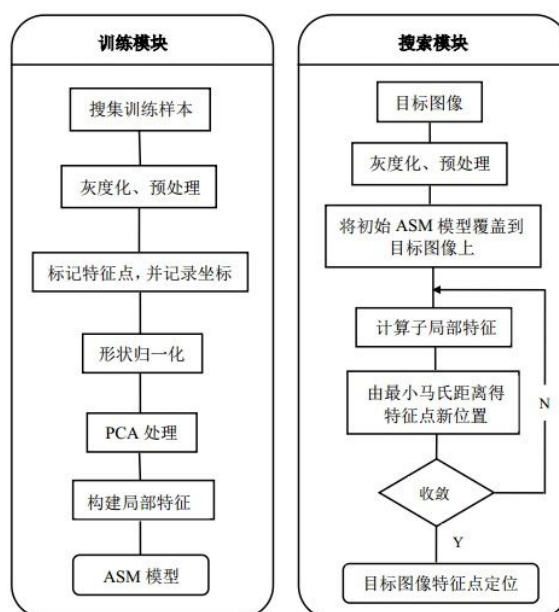 训练模块
搜集训练样本
灰度化、预处理
标记特征点,并记录坐标
形状归一化
PCA 处理
构建局部特征
ASM 模型
搜索模块
目标图像
灰度化、预处理
将初始 ASM 模型覆盖到
目标图像上
计算子局部特征
由最小马氏距离得
特征点新位置
N
收敛
Y
目标图像特征点定位